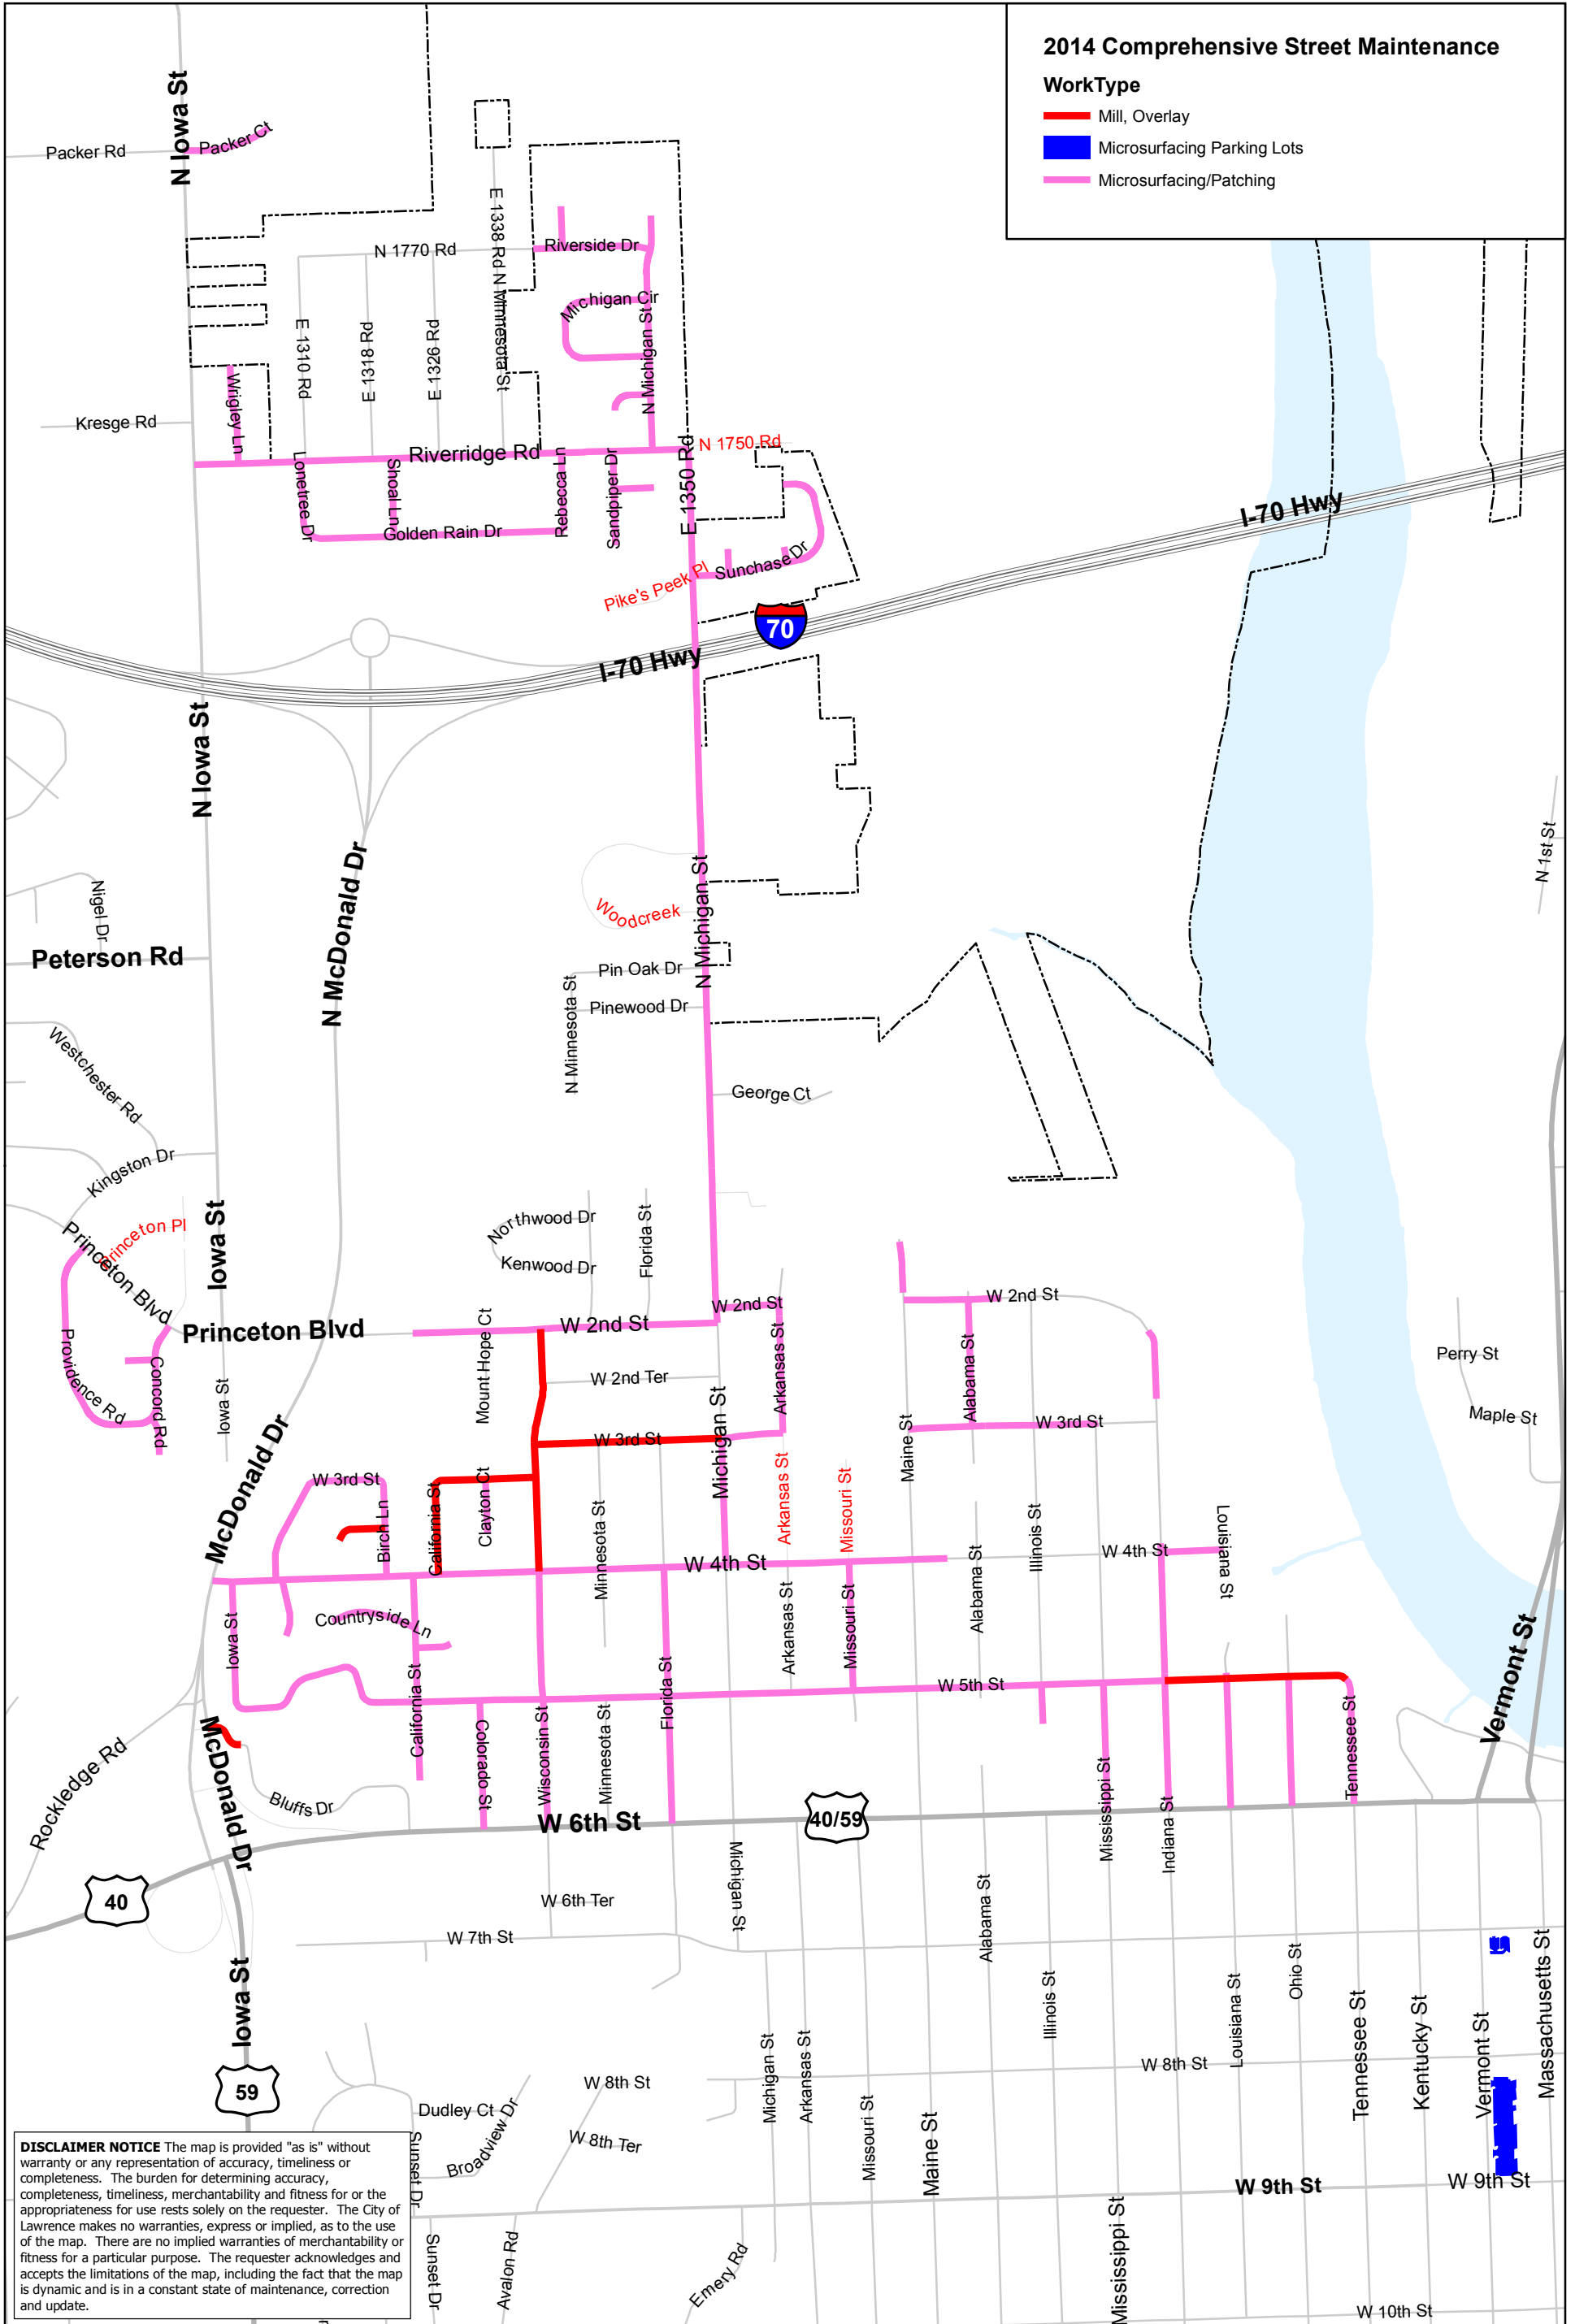 2014 Comprehensive Street Maintenance
WorkType
Mill, Overlay
Microsurfacing Parking Lots
Microsurfacing/Patching
N Iowa St
Packer Rd
Packer Ct
N 1770 Rd
E 1338 Rd
N Minnesota St
Riverside Dr
Michigan Cir
N Michigan St
E 1310 Rd
E 1318 Rd
E 1326 Rd
Wrigley Ln
Kresge Rd
Riverridge Rd
N 1750 Rd
E 1350 Rd
Lonetree Dr
Shoal Ln
Golden Rain Dr
Rebecca Ln
Sandpiper Dr
Sunchase Dr
Pike's Peek Pl
I-70 Hwy
70
I-70 Hwy
N Iowa St
N McDonald Dr
N Michigan St
Woodcreek
N 1st St
Nigel Dr
Peterson Rd
Pin Oak Dr
Pinewood Dr
N Minnesota St
Westchester Rd
George Ct
Kingston Dr
Princeton Pl
Princeton Blvd
Iowa St
Northwood Dr
Kenwood Dr
Florida St
W 2nd St
W 2nd St
Princeton Blvd
W 2nd St
Mount Hope Ct
Arkansas St
Alabama St
Perry St
Providence Rd
Concord Rd
Iowa St
W 2nd Ter
Maple St
McDonald Dr
W 3rd St
Michigan St
W 3rd St
Maine St
W 3rd St
Birch Ln
California St
Clayton Ct
Minnesota St
Arkansas St
Missouri St
Illinois St
Louisiana St
W 4th St
W 4th St
Alabama St
Iowa St
Countryside Ln
California St
Arkansas St
Missouri St
Florida St
W 5th St
Vermont St
Rockledge Rd
McDonald Dr
Bluffs Dr
Colorado St
Wisconsin St
Minnesota St
Tennessee St
Mississippi St
Indiana St
W 6th St
40/59
40
Michigan St
Alabama St
W 6th Ter
W 7th St
Iowa St
59
Illinois St
Louisiana St
Ohio St
Tennessee St
Kentucky St
Vermont St
Massachusetts St
W 8th St
W 8th St
Michigan St
Arkansas St
Missouri St
Maine St
Dudley Ct
Broadview Dr
W 8th Ter
Sunset Dr
W 9th St
W 9th St
Mississippi St
Sunset Dr
Avalon Rd
Emery Rd
W 10th St
DISCLAIMER NOTICE The map is provided "as is" without
warranty or any representation of accuracy, timeliness or
completeness. The burden for determining accuracy,
completeness, timeliness, merchantability and fitness for or the
appropriateness for use rests solely on the requester. The City of
Lawrence makes no warranties, express or implied, as to the use
of the map. There are no implied warranties of merchantability or
fitness for a particular purpose. The requester acknowledges and
accepts the limitations of the map, including the fact that the map
is dynamic and is in a constant state of maintenance, correction
and update.